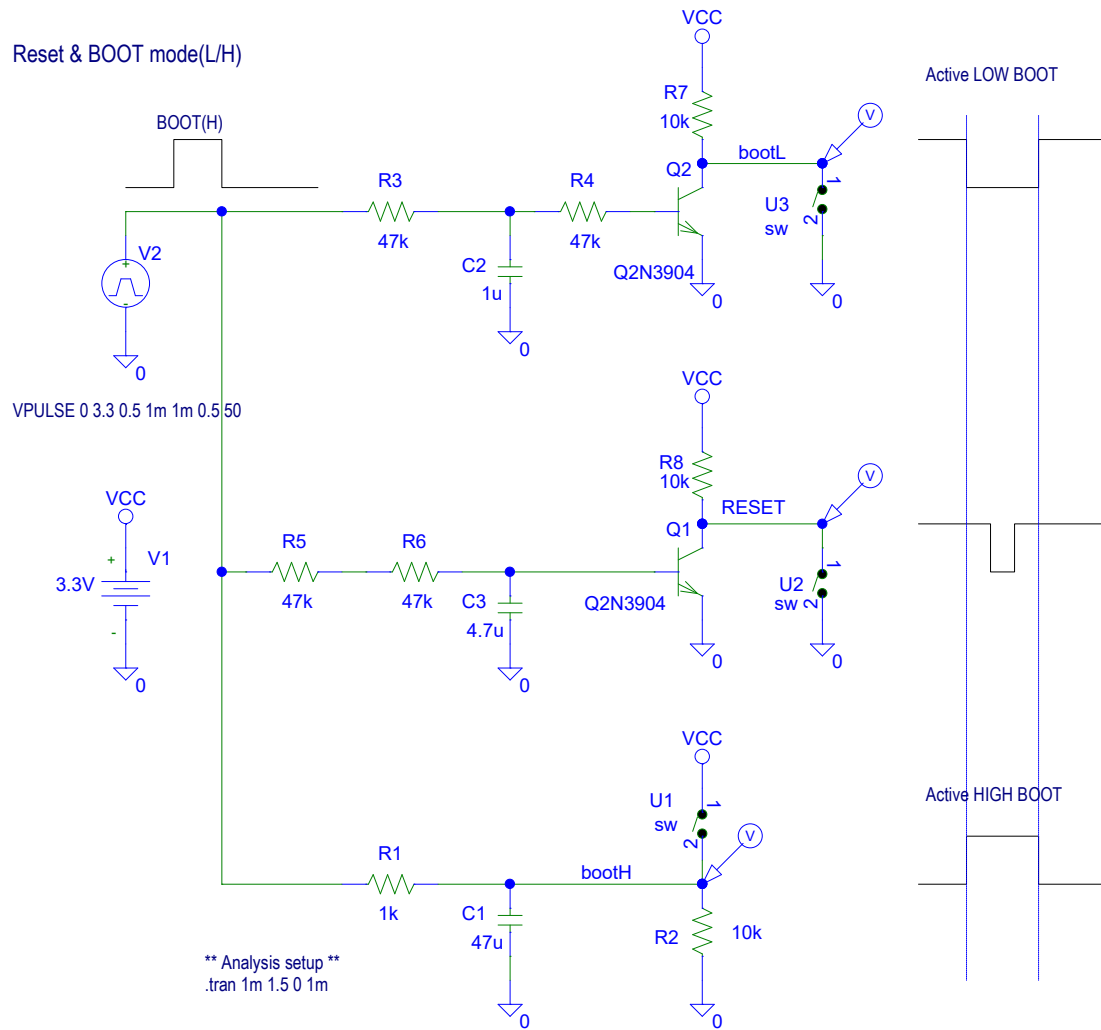 Reset & BOOT mode(L/H)
VCC
Active LOW BOOT
R7
10k
V
BOOT(H)
bootL
Q2
1
R3
R4
U3
sw
2
47k
47k
V2
+
-
C2
1u
Q2N3904
0
0
0
0
VPULSE 0 3.3 0.5 1m 1m 0.5 50
VCC
R8
10k
V
VCC
RESET
Q1
+
V1
3.3V
-
R5
R6
1
U2
sw
2
47k
47k
C3
4.7u
Q2N3904
0
0
0
0
VCC
Active HIGH BOOT
U1
sw
1
2
V
R1
bootH
1k
C1
47u
R2
10k
** Analysis setup **
.tran 1m 1.5 0 1m
0
0